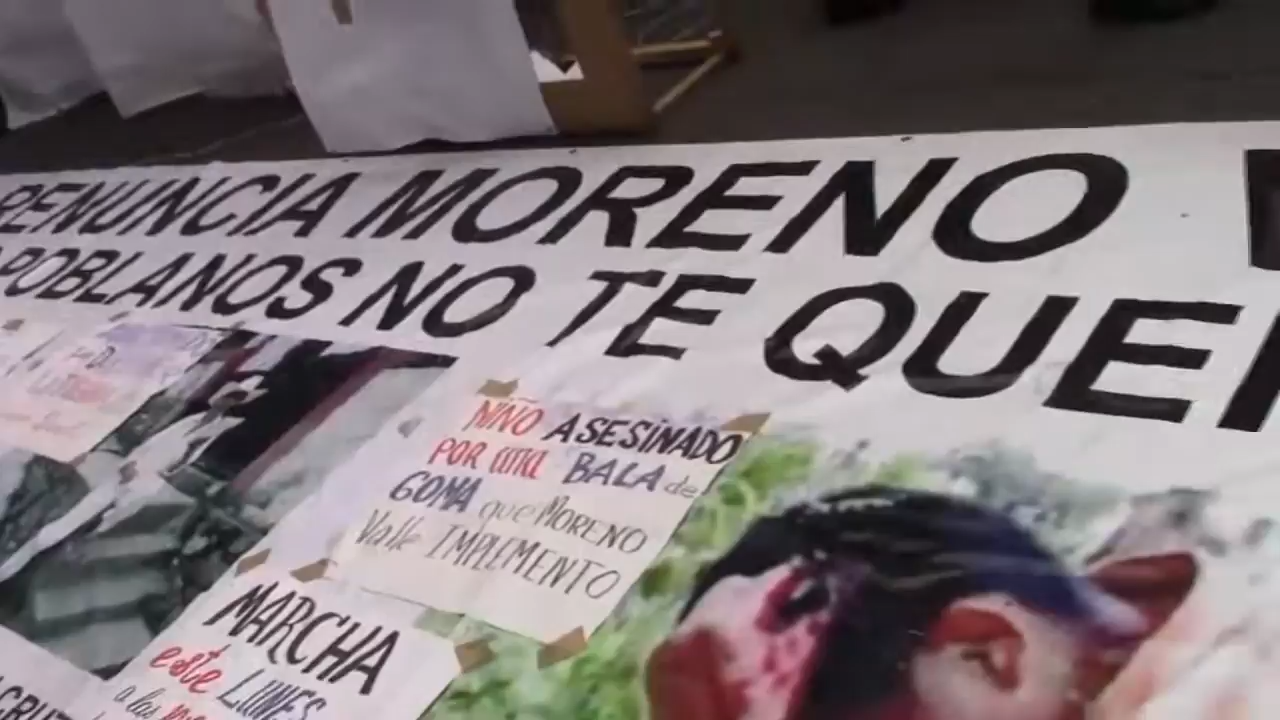 RENUNCIA MORENO
POBLANOS NO TE QUE
NIÑO ASESINADO
POR UNA BALA de
GOMA que MORENO
Valle IMPLEMENTO
MARCHA
este LUNES
a las